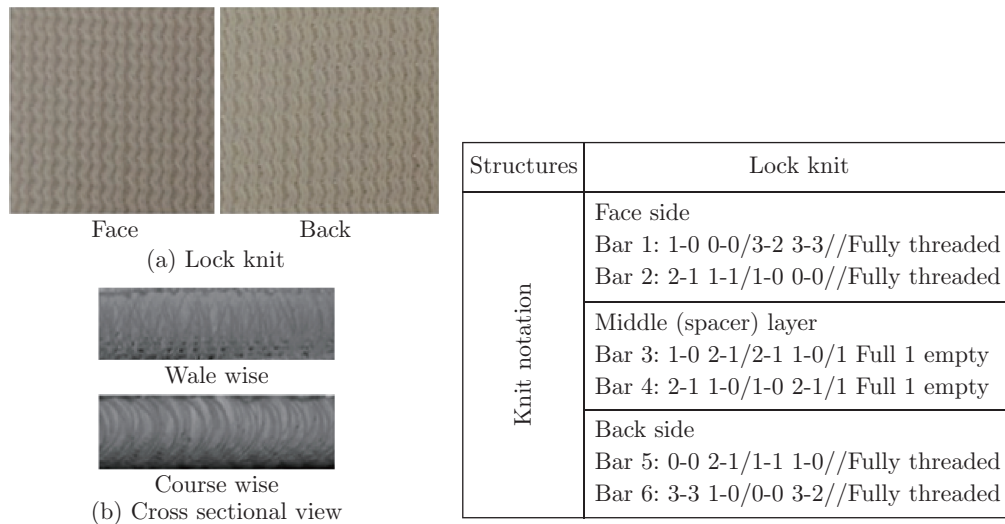 Face Back
(a) Lock knit
Wale wise
Course wise
(b) Cross sectional view
Structures Lock knit
Knit notation
Face side
Bar 1: 1-0 0-0/3-2 3-3//Fully threaded
Bar 2: 2-1 1-1/1-0 0-0//Fully threaded
Middle (spacer) layer
Bar 3: 1-0 2-1/2-1 1-0/1 Full 1 empty
Bar 4: 2-1 1-0/1-0 2-1/1 Full 1 empty
Back side
Bar 5: 0-0 2-1/1-1 1-0//Fully threaded
Bar 6: 3-3 1-0/0-0 3-2//Fully threaded